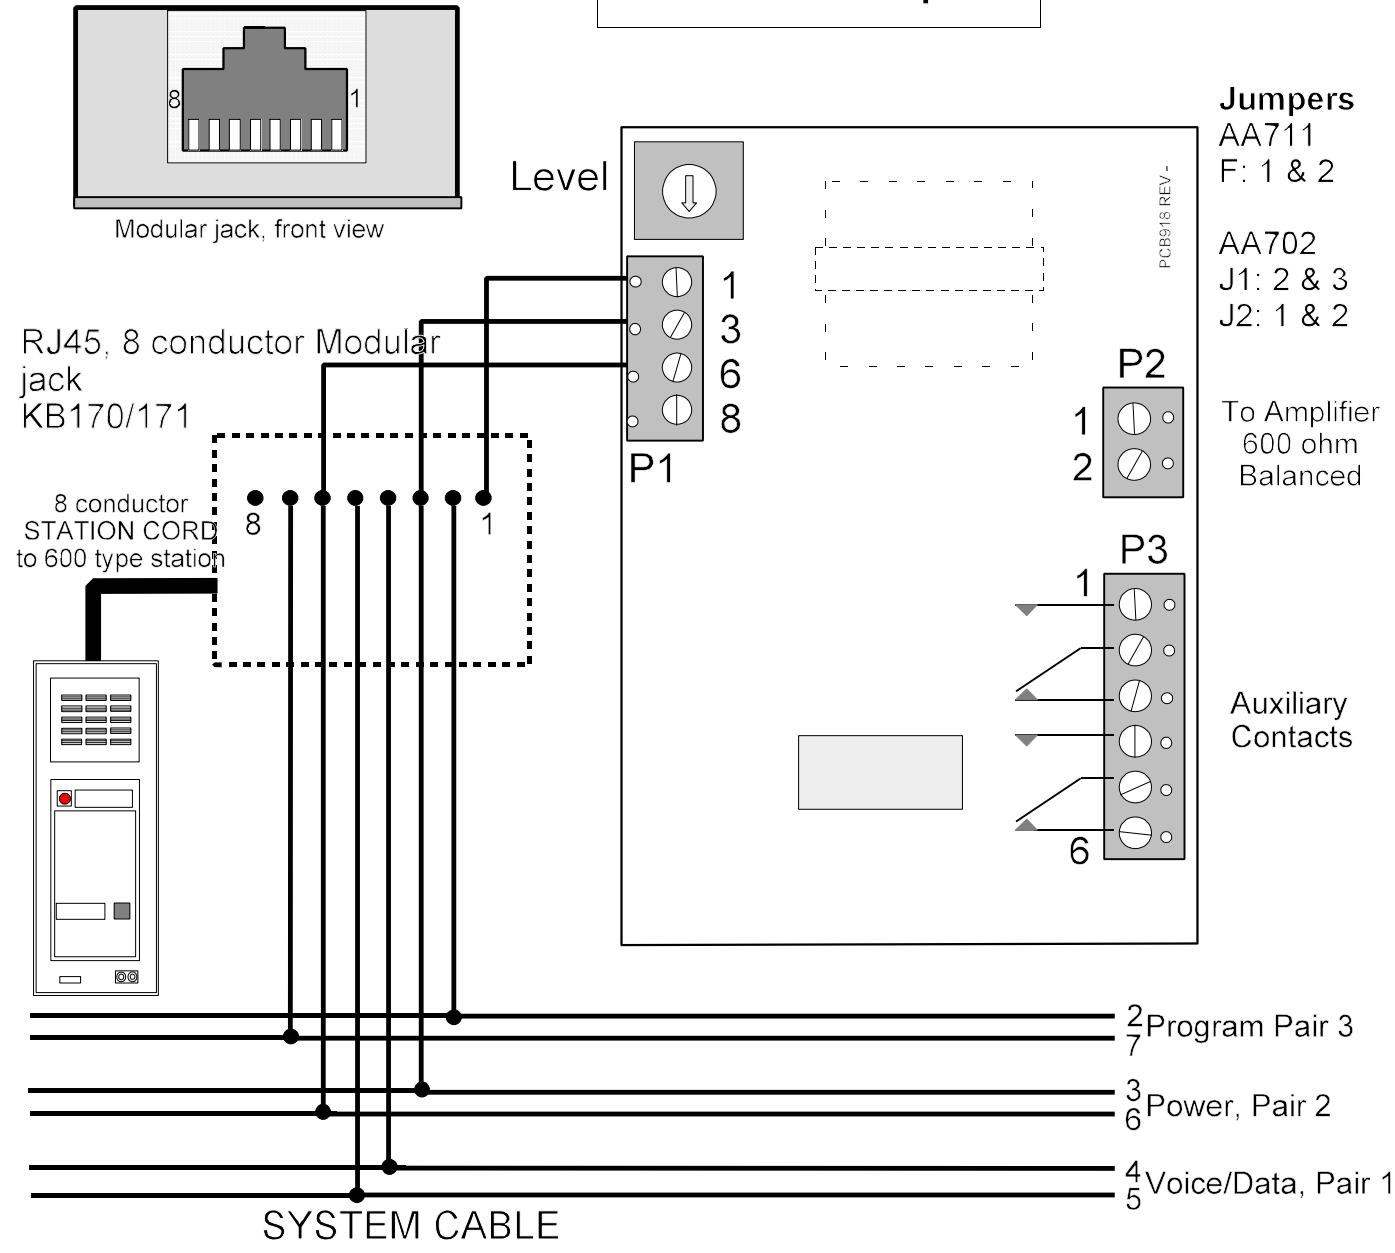 8 1
Modular jack, front view
Level
PCB918 REV -
Jumpers
AA711
F: 1 & 2
AA702
J1: 2 & 3
J2: 1 & 2
1
3
6
8
P1
RJ45, 8 conductor Modular
jack
KB170/171
8 conductor
STATION CORD
to 600 type station
8 1
P2
1
2
To Amplifier
600 ohm
Balanced
P3
1
6
Auxiliary
Contacts
2
7
Program Pair 3
3
6
Power, Pair 2
4
5
Voice/Data, Pair 1
SYSTEM CABLE